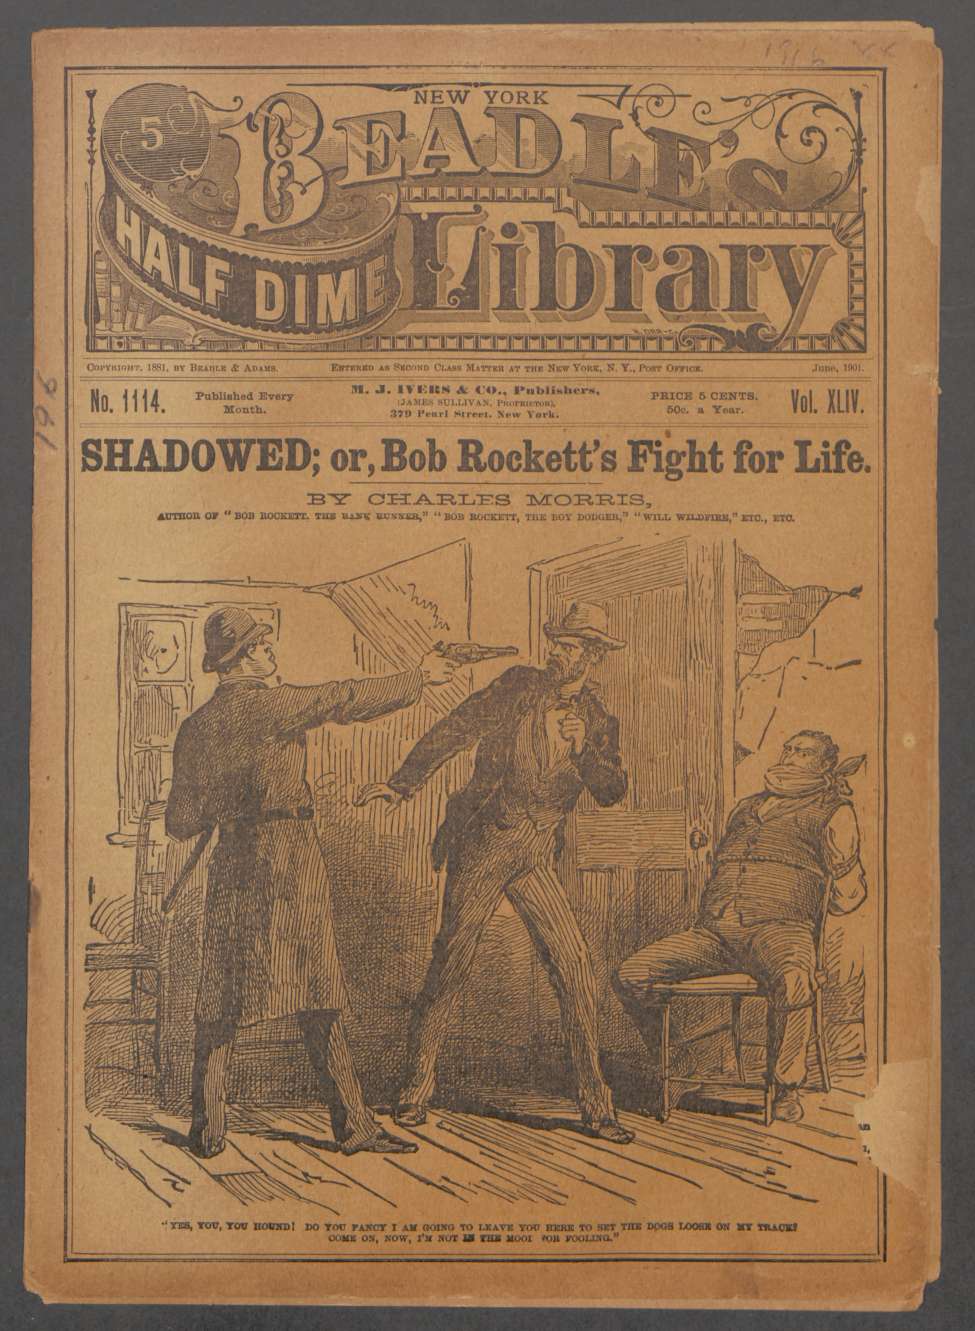 1916
NEW YORK
5
BEADLE'S
HALF DIME
Library
N. ORR-Co.
COPYRIGHT, 1881, BY BEADLE & ADAMS. ENTERED AS SECOND CLASS MATTER AT THE NEW YORK, N. Y., POST OFFICE. June, 1901.
No. 1114. Published Every Month. M. J. IVERS & CO., Publishers, (JAMES SULLIVAN, PROPRIETOR), 379 Pearl Street, New York. PRICE 5 CENTS. 50c. a Year. Vol. XLIV.
196
SHADOWED; or, Bob Rockett's Fight for Life.
BY CHARLES MORRIS,
AUTHOR OF "BOB ROCKETT. THE BANK RUNNER," "BOB ROCKETT, THE BOY DODGER," "WILL WILDFIRE," ETC., ETC.
"YES, YOU, YOU HOUND! DO YOU FANCY I AM GOING TO LEAVE YOU HERE TO SET THE DOGS LOOSE ON MY TRACK?
COME ON, NOW, I'M NOT IN THE MOOI FOR FOOLING."